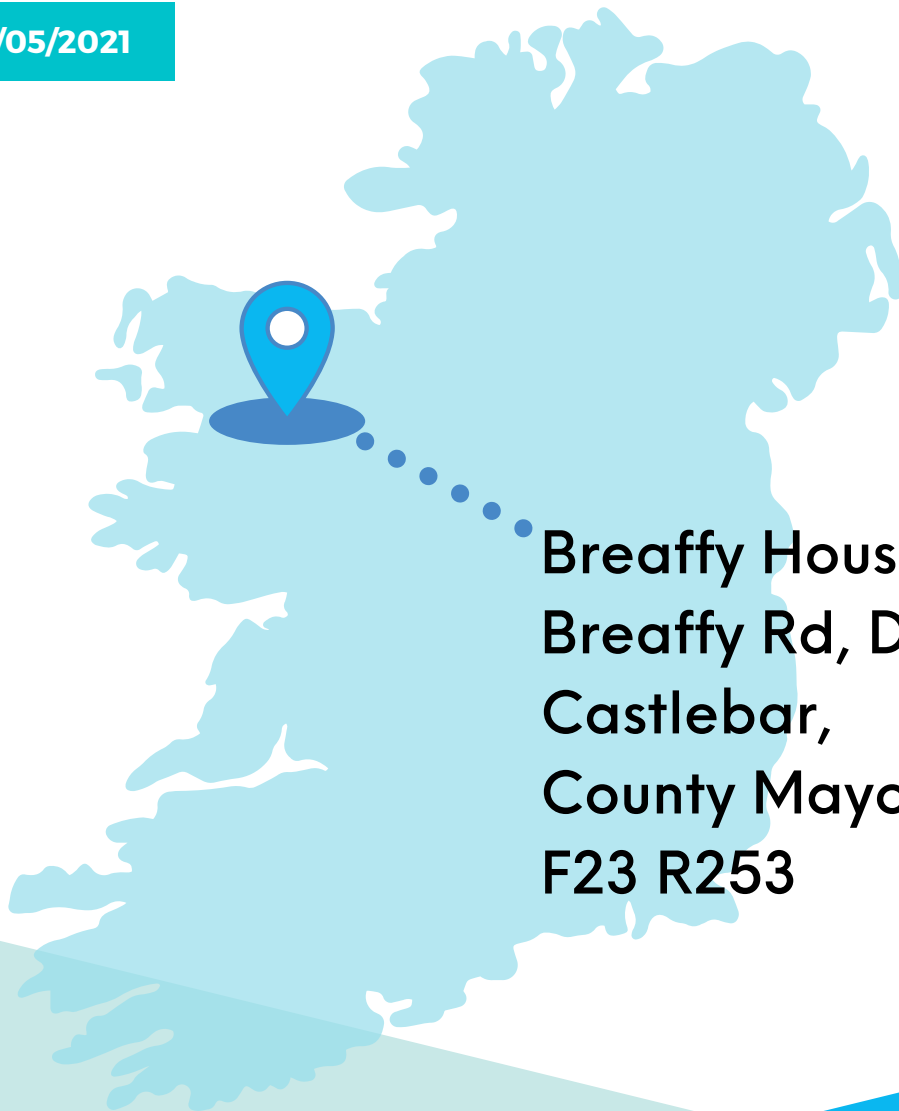 /05/2021
Breaffy Hous
Breaffy Rd, D
Castlebar,
County Mayo
F23 R253